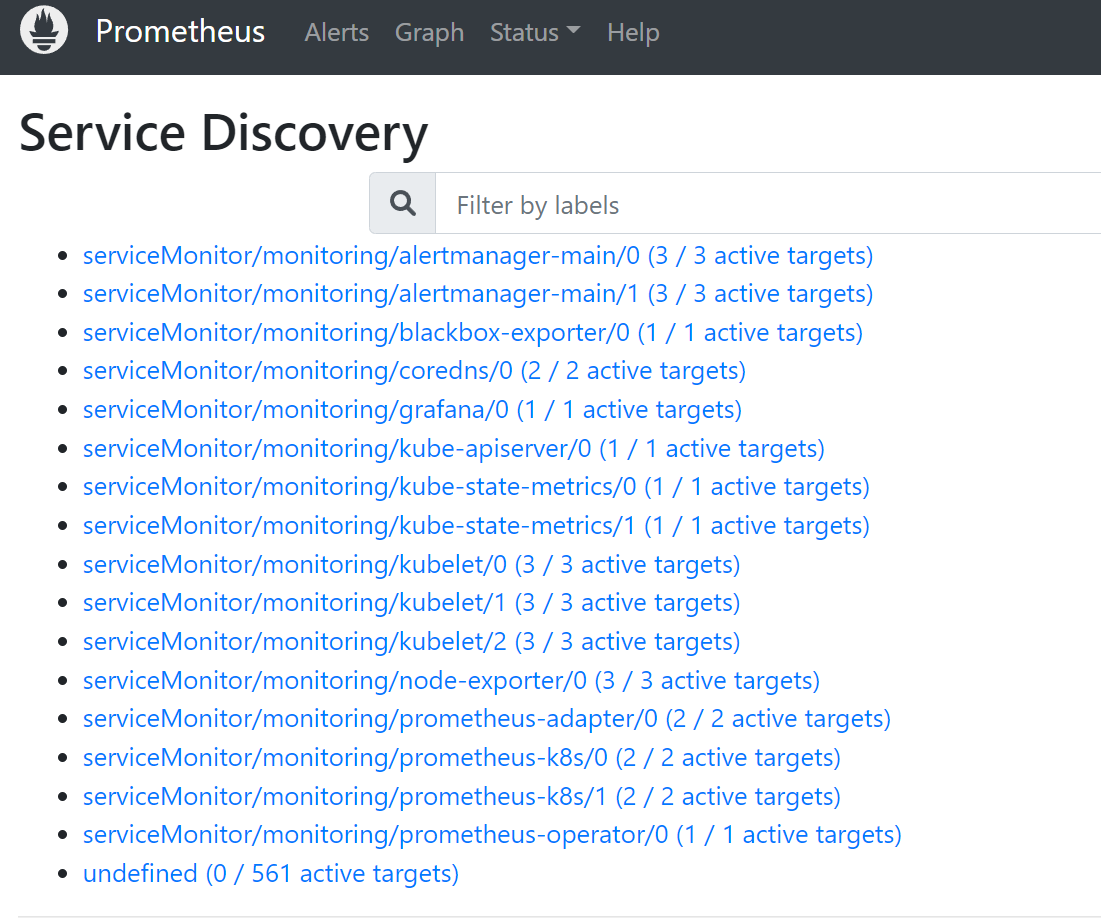 Prometheus Alerts Graph Status Help
Service Discovery
Filter by labels
serviceMonitor/monitoring/alertmanager-main/0 (3 / 3 active targets)
serviceMonitor/monitoring/alertmanager-main/1 (3 / 3 active targets)
serviceMonitor/monitoring/blackbox-exporter/0 (1 / 1 active targets)
serviceMonitor/monitoring/coredns/0 (2 / 2 active targets)
serviceMonitor/monitoring/grafana/0 (1 / 1 active targets)
serviceMonitor/monitoring/kube-apiserver/0 (1 / 1 active targets)
serviceMonitor/monitoring/kube-state-metrics/0 (1 / 1 active targets)
serviceMonitor/monitoring/kube-state-metrics/1 (1 / 1 active targets)
serviceMonitor/monitoring/kubelet/0 (3 / 3 active targets)
serviceMonitor/monitoring/kubelet/1 (3 / 3 active targets)
serviceMonitor/monitoring/kubelet/2 (3 / 3 active targets)
serviceMonitor/monitoring/node-exporter/0 (3 / 3 active targets)
serviceMonitor/monitoring/prometheus-adapter/0 (2 / 2 active targets)
serviceMonitor/monitoring/prometheus-k8s/0 (2 / 2 active targets)
serviceMonitor/monitoring/prometheus-k8s/1 (2 / 2 active targets)
serviceMonitor/monitoring/prometheus-operator/0 (1 / 1 active targets)
undefined (0 / 561 active targets)